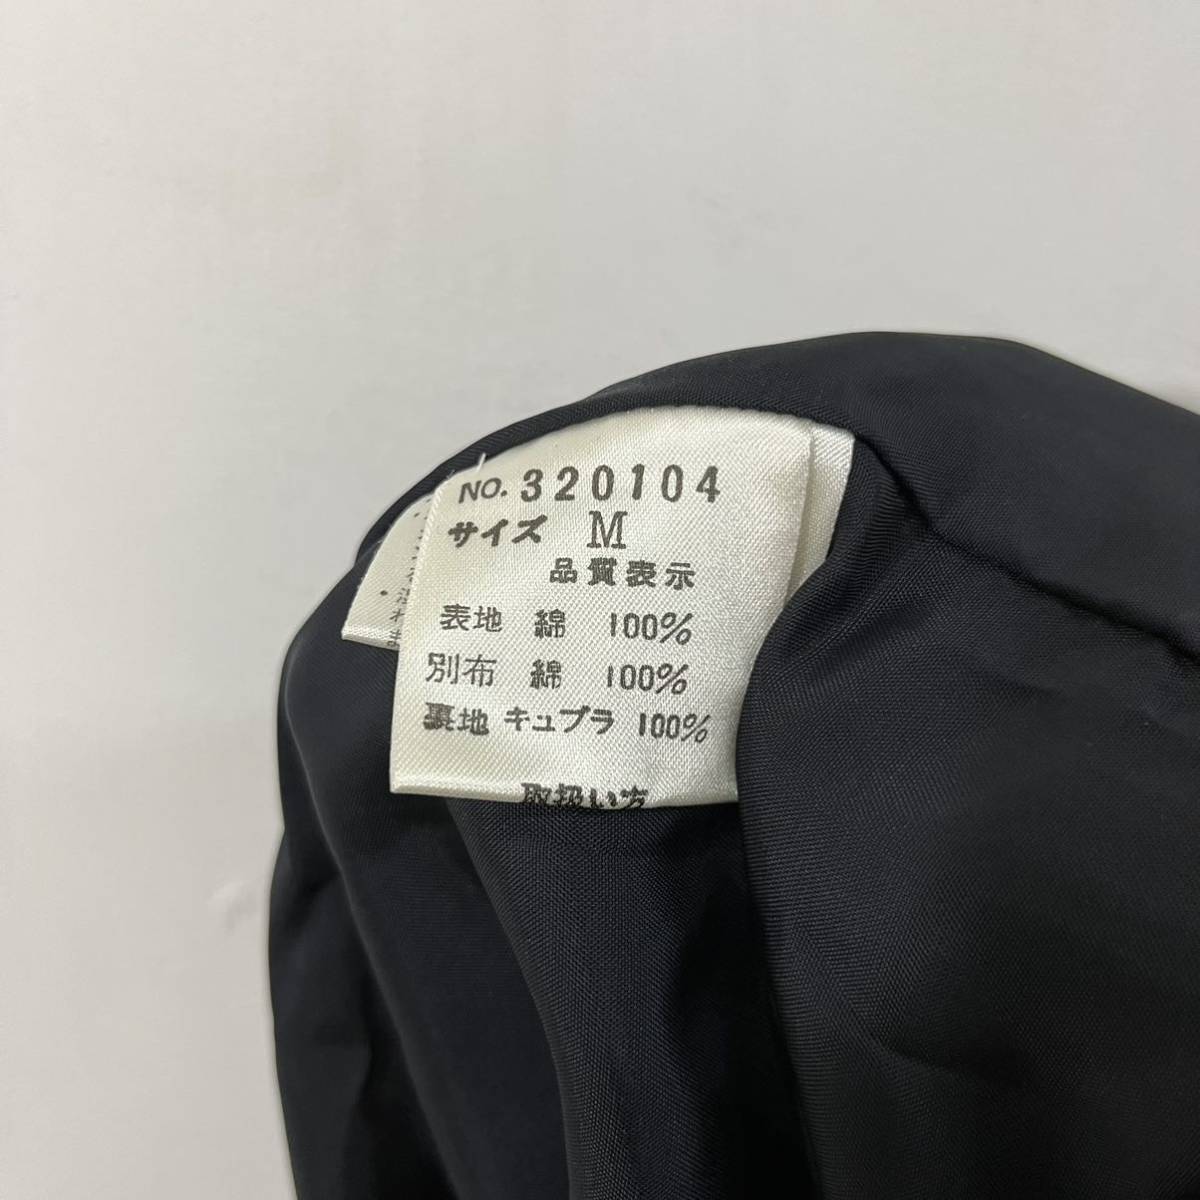 NO. 320104
サイズ M
品質表示
表地 綿 100%
別布 綿 100%
裏地 キュプラ 100%
取扱い方